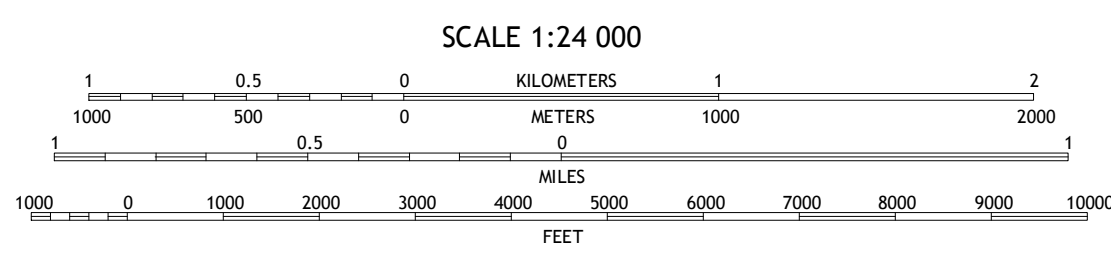 SCALE 1:24 000
1 0.5 0 KILOMETERS 1 2
1000 500 0 METERS 1000 2000
1 0.5 0 1
MILES
1000 0 1000 2000 3000 4000 5000 6000 7000 8000 9000 10000
FEET